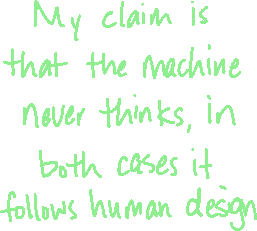 My claim is
that the machine
never thinks, in
both cases it
follows human design